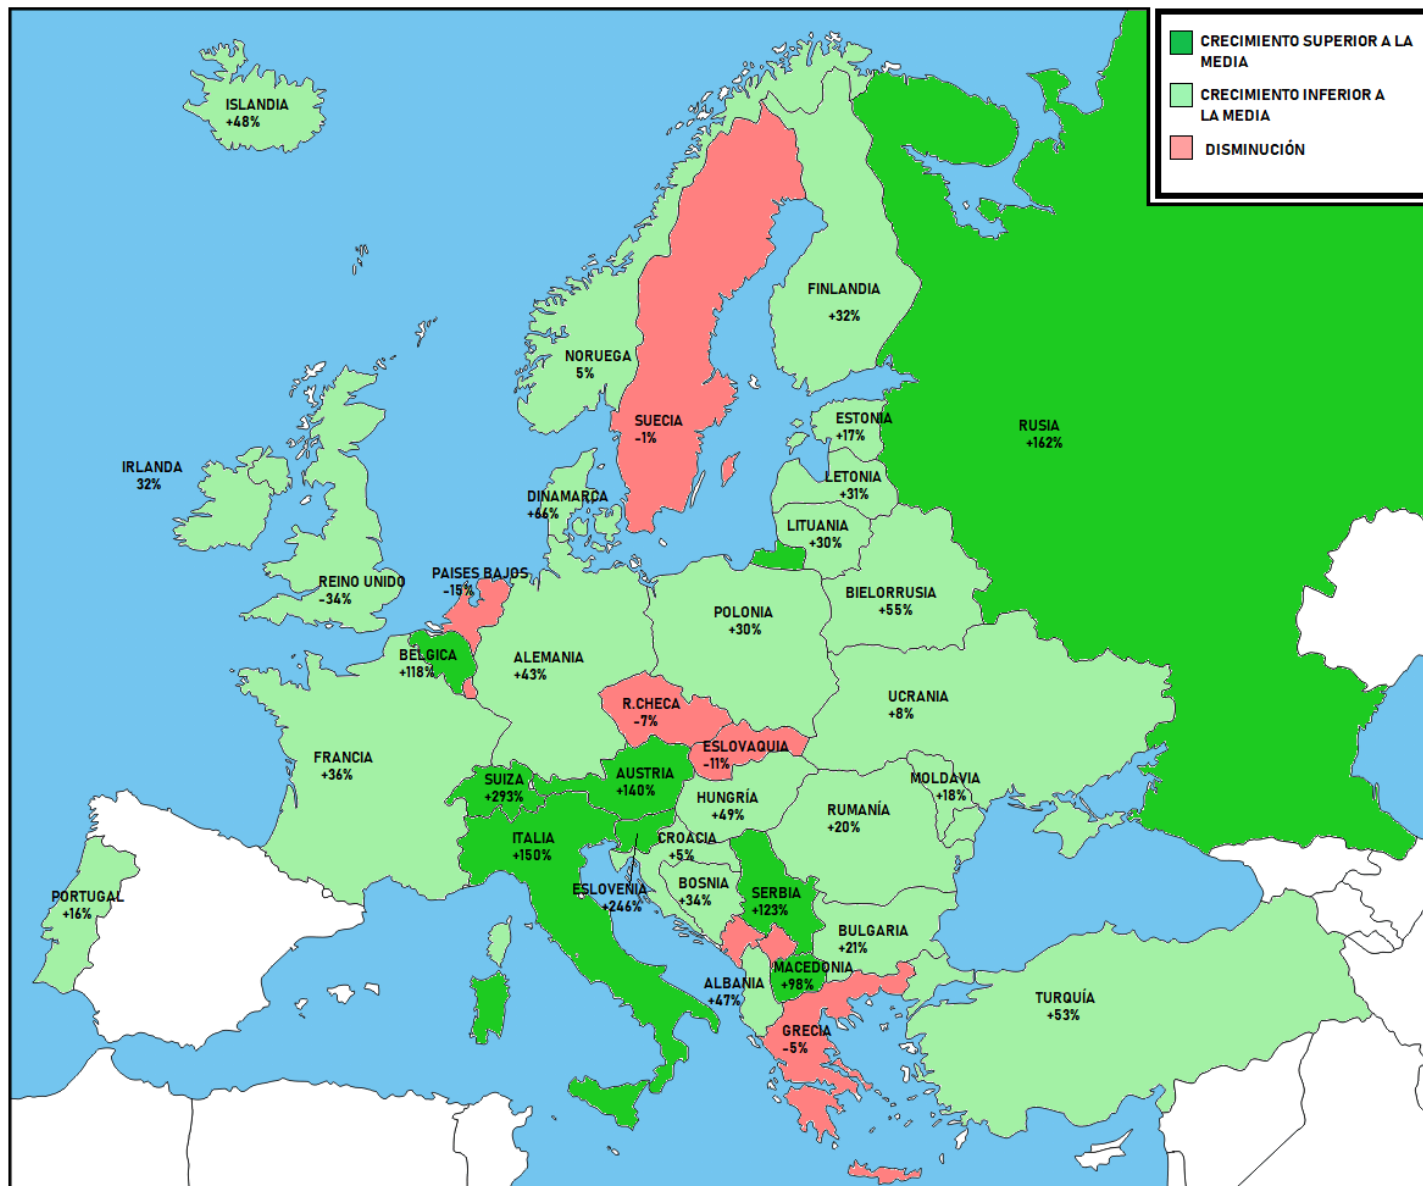 CRECIMIENTO SUPERIOR A LA
MEDIA
CRECIMIENTO INFERIOR A
LA MEDIA
DISMINUCIÓN
ISLANDIA
+48%
FINLANDIA
+32%
NORUEGA
5%
SUECIA
-1%
RUSIA
+162%
ESTONIA
+17%
IRLANDA
32%
LETONIA
+31%
DINAMARCA
+66%
LITUANIA
+30%
PAISES BAJOS
-15%
REINO UNIDO
-34%
BIELORRUSIA
+55%
POLONIA
+30%
BÉLGICA
+118%
ALEMANIA
+43%
UCRANIA
+8%
R.CHECA
-7%
ESLOVAQUIA
-11%
FRANCIA
+36%
SUIZA
+293%
AUSTRIA
+140%
MOLDAVIA
+18%
HUNGRÍA
+49%
RUMANÍA
+20%
ITALIA
+150%
CROACIA
+5%
ESLOVENIA
+246%
BOSNIA
+34%
SERBIA
+123%
PORTUGAL
+16%
BULGARIA
+21%
MACEDONIA
+98%
ALBANIA
+47%
TURQUÍA
+53%
GRECIA
-5%